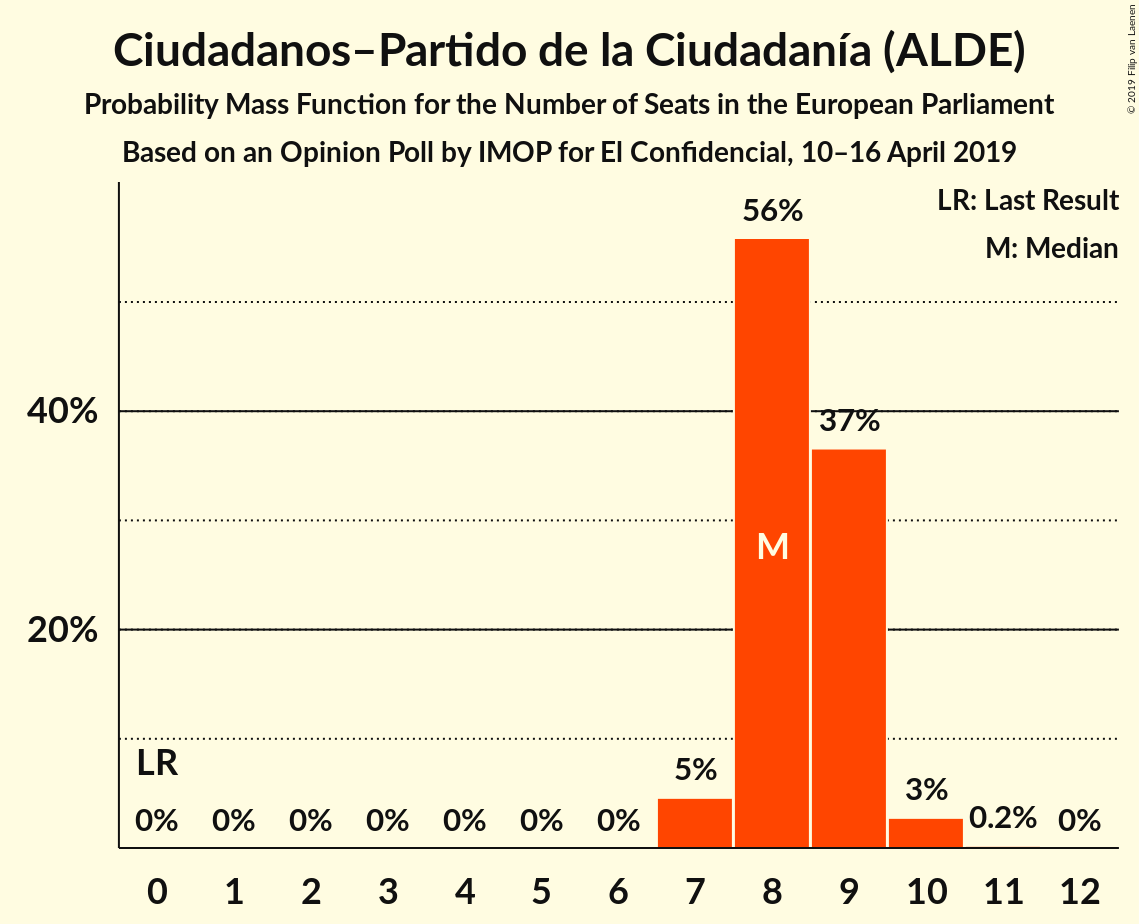 Ciudadanos–Partido de la Ciudadanía (ALDE)
Probability Mass Function for the Number of Seats in the European Parliament
Based on an Opinion Poll by IMOP for El Confidencial, 10–16 April 2019
© 2019 Filip van Laenen
LR: Last Result
M: Median
56%
40%
37%
M
20%
LR
5%
3%
0% 0% 0% 0% 0% 0% 0% 0.2% 0%
0 1 2 3 4 5 6 7 8 9 10 11 12